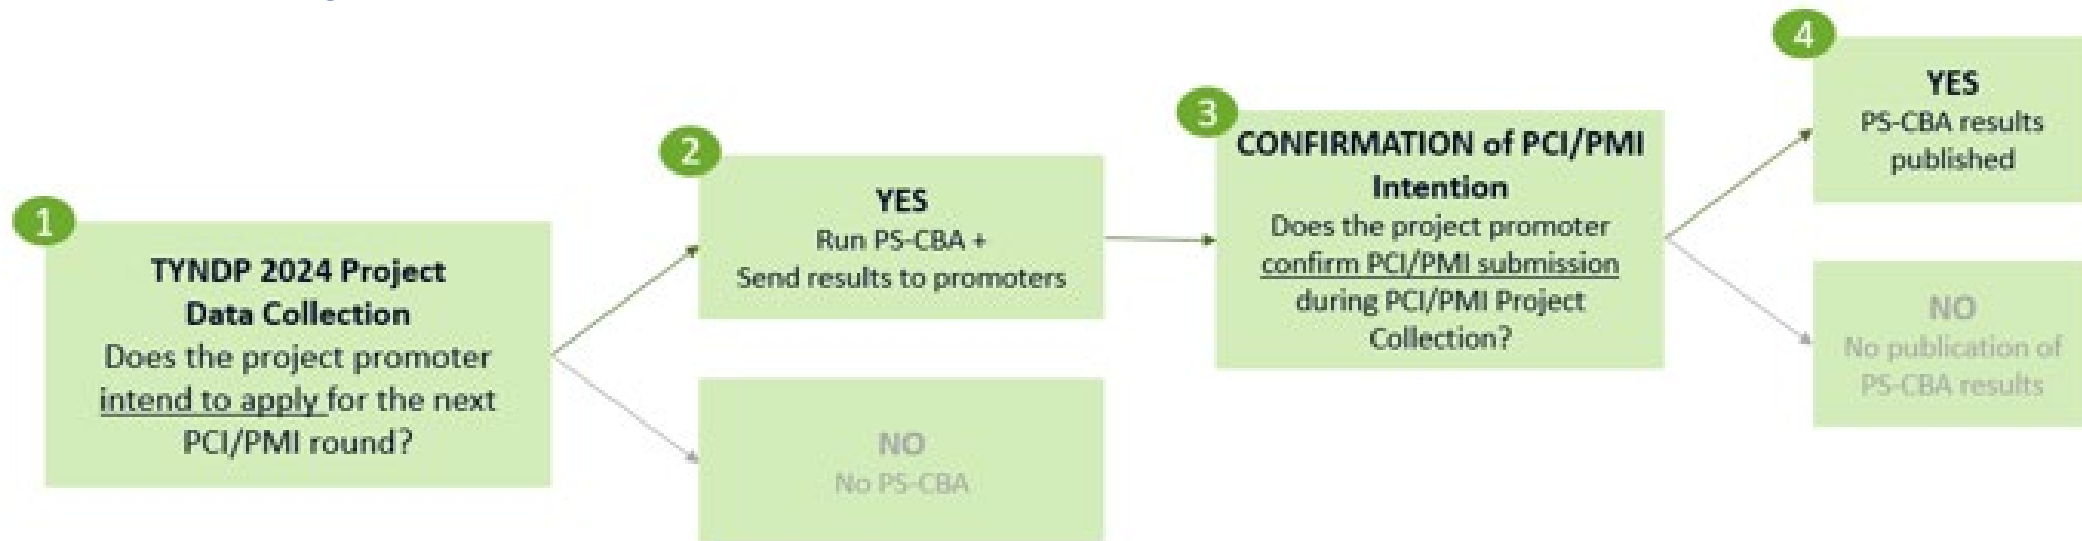 1
TYNDP 2024 Project
Data Collection
Does the project promoter
intend to apply for the next
PCI/PMI round?
2
YES
Run PS-CBA +
Send results to promoters
NO
No PS-CBA
3
CONFIRMATION of PCI/PMI
Intention
Does the project promoter
confirm PCI/PMI submission
during PCI/PMI Project
Collection?
4
YES
PS-CBA results
published
NO
No publication of
PS-CBA results